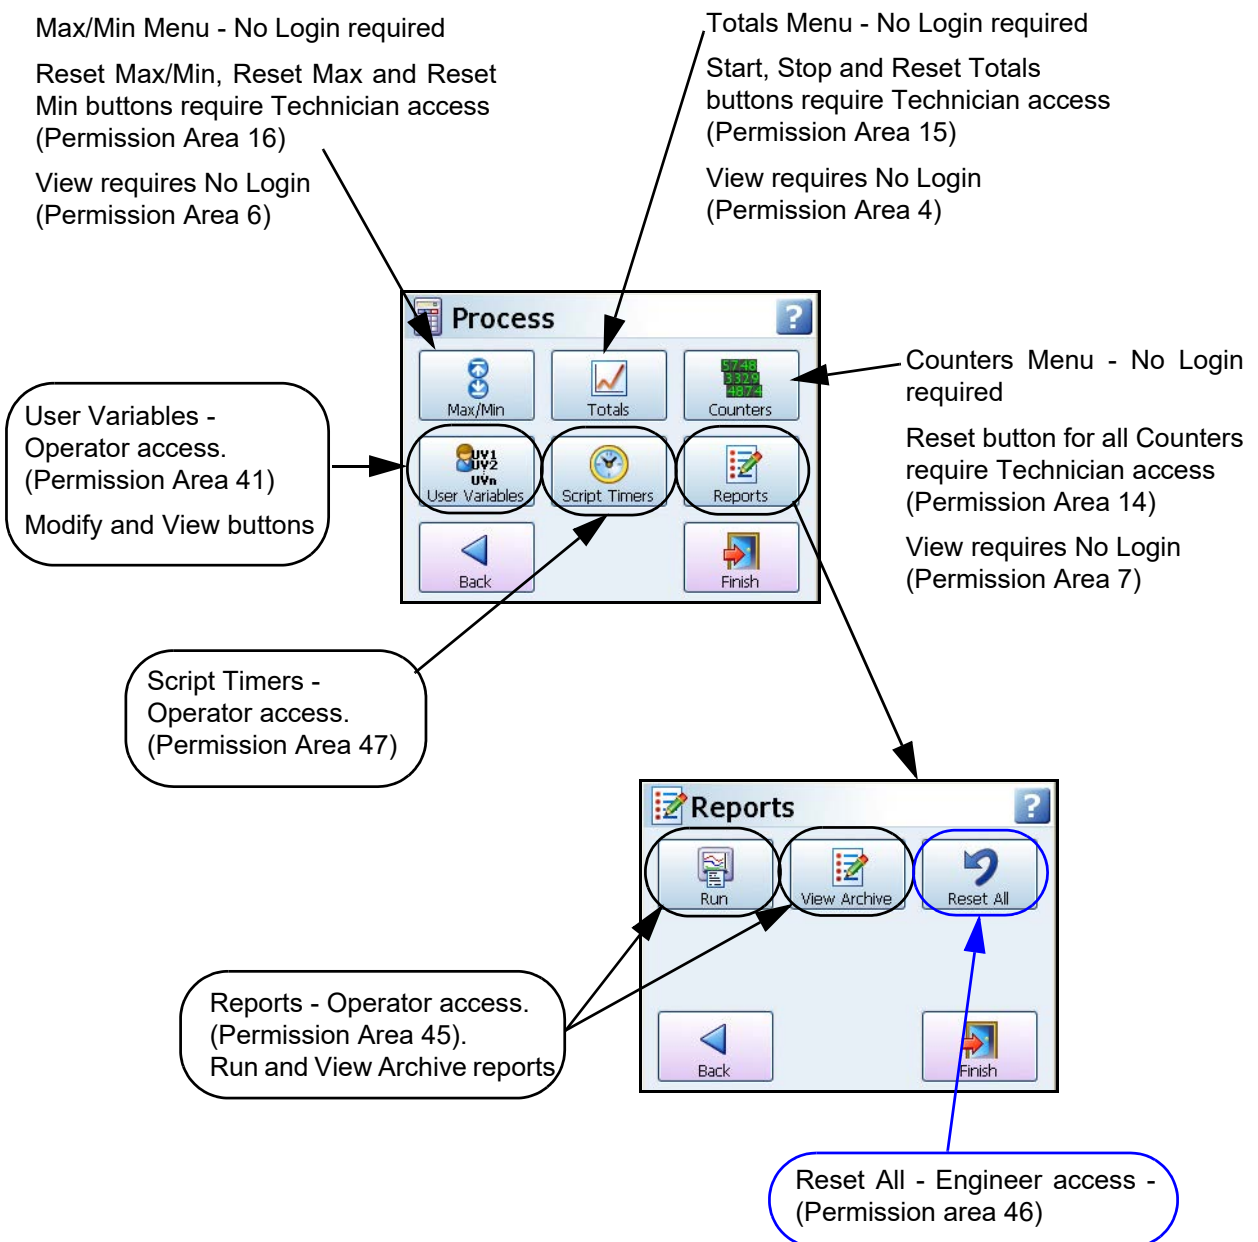 Max/Min Menu - No Login required
Reset Max/Min, Reset Max and Reset
Min buttons require Technician access
(Permission Area 16)
View requires No Login
(Permission Area 6)
Totals Menu - No Login required
Start, Stop and Reset Totals
buttons require Technician access
(Permission Area 15)
View requires No Login
(Permission Area 4)
Process
?
Max/Min
Totals
5748
3329
4874
Counters
UV1
UV2
UVn
User Variables
Script Timers
Reports
Back
Finish
Counters Menu - No Login
required
Reset button for all Counters
require Technician access
(Permission Area 14)
View requires No Login
(Permission Area 7)
User Variables -
Operator access.
(Permission Area 41)
Modify and View buttons
Script Timers -
Operator access.
(Permission Area 47)
Reports
?
Run
View Archive
Reset All
Back
Finish
Reports - Operator access.
(Permission Area 45).
Run and View Archive reports
Reset All - Engineer access -
(Permission area 46)